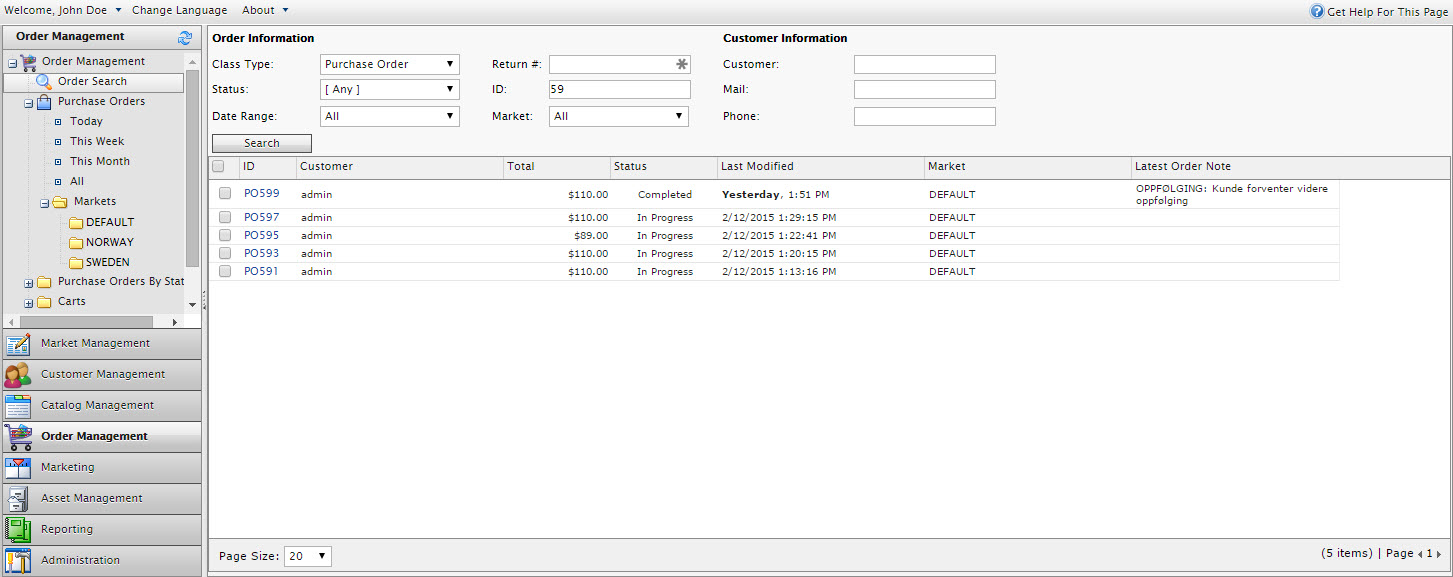 Welcome, John Doe Change Language About Get Help For This Page
Order Management
Order Management
Order Search
Purchase Orders
Today
This Week
This Month
All
Markets
DEFAULT
NORWAY
SWEDEN
Purchase Orders By Stat
Carts
Market Management
Customer Management
Catalog Management
Order Management
Marketing
Asset Management
Reporting
Administration
Order Information Customer Information
Class Type: Purchase Order Return #: Customer:
Status: [ Any ] ID: 59 Mail:
Date Range: All Market: All Phone:
Search
ID Customer Total Status Last Modified Market Latest Order Note
PO599 admin $110.00 Completed Yesterday, 1:51 PM DEFAULT OPPFØLGING: Kunde forventer videre
oppfølging
PO597 admin $110.00 In Progress 2/12/2015 1:29:15 PM DEFAULT
PO595 admin $89.00 In Progress 2/12/2015 1:22:41 PM DEFAULT
PO593 admin $110.00 In Progress 2/12/2015 1:20:15 PM DEFAULT
PO591 admin $110.00 In Progress 2/12/2015 1:13:16 PM DEFAULT
Page Size: 20 (5 items) | Page 1